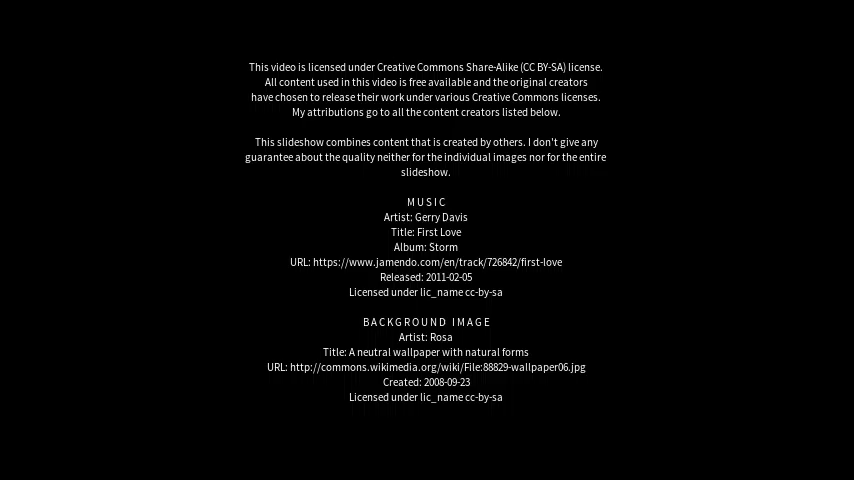 This video is licensed under Creative Commons Share-Alike (CC BY-SA) license.
All content used in this video is free available and the original creators
have chosen to release their work under various Creative Commons licenses.
My attributions go to all the content creators listed below.
This slideshow combines content that is created by others. I don't give any
guarantee about the quality neither for the individual images nor for the entire
slideshow.
MUSIC
Artist: Gerry Davis
Title: First Love
Album: Storm
URL: https://www.jamendo.com/en/track/726842/first-love
Released: 2011-02-05
Licensed under lic_name cc-by-sa
BACKGROUND IMAGE
Artist: Rosa
Title: A neutral wallpaper with natural forms
URL: http://commons.wikimedia.org/wiki/File:88829-wallpaper06.jpg
Created: 2008-09-23
Licensed under lic_name cc-by-sa